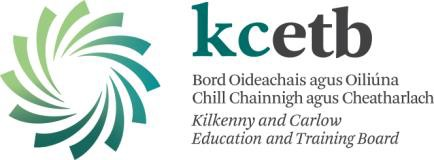 kcetb
Bord Oideachais agus Oiliúna
Chill Chainnigh agus Cheatharlach
Kilkenny and Carlow
Education and Training Board